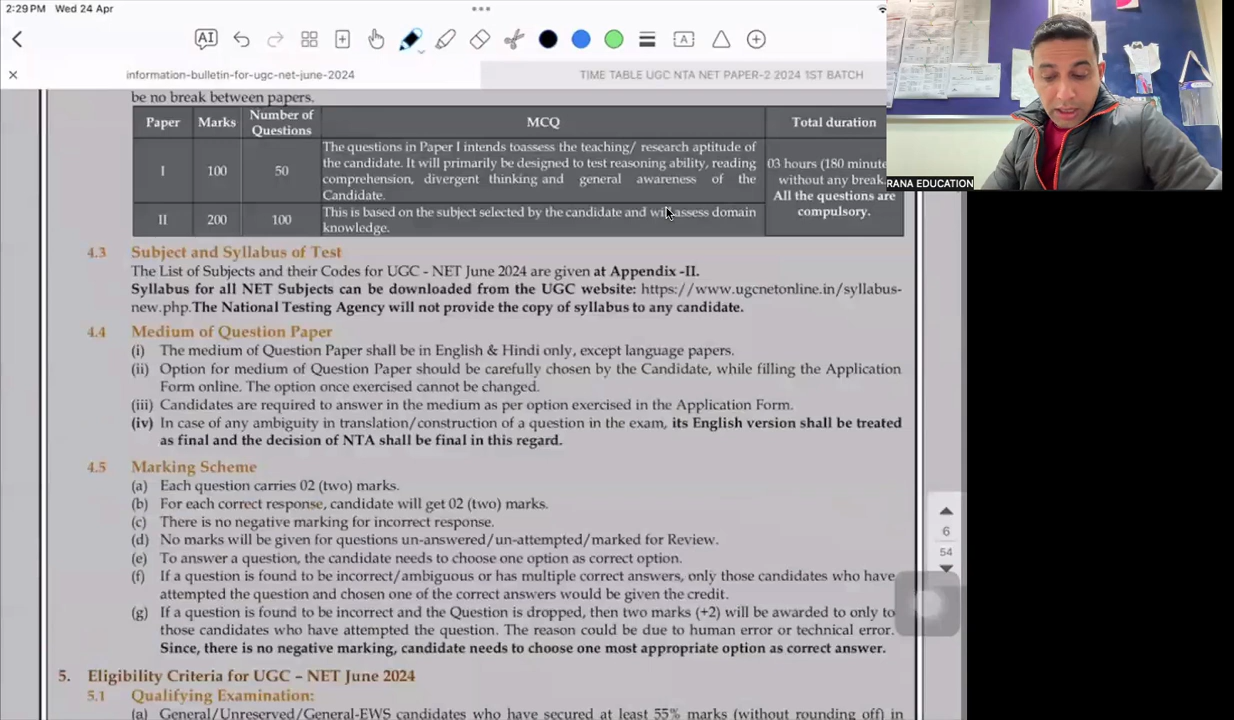 2:29 PM Wed 24 Apr
AI
A
information-bulletin-for-ugc-net-june-2024
TIME TABLE UGC NTA NET PAPER-2 2024 1ST BATCH
be no break between papers.
Paper Marks Number of Questions MCQ Total duration
I 100 50
The questions in Paper I intends toassess the teaching/ research aptitude of
the candidate. It will primarily be designed to test reasoning ability, reading
comprehension, divergent thinking and general awareness of the
Candidate.
II 200 100
This is based on the subject selected by the candidate and will assess domain
knowledge.
03 hours (180 minute
without any break
All the questions are
compulsory.
RANA EDUCATION
4.3 Subject and Syllabus of Test
The List of Subjects and their Codes for UGC - NET June 2024 are given at Appendix -II.
Syllabus for all NET Subjects can be downloaded from the UGC website: https://www.ugcnetonline.in/syllabus-
new.php.The National Testing Agency will not provide the copy of syllabus to any candidate.
4.4 Medium of Question Paper
(i) The medium of Question Paper shall be in English & Hindi only, except language papers.
(ii) Option for medium of Question Paper should be carefully chosen by the Candidate, while filling the Application
Form online. The option once exercised cannot be changed.
(iii) Candidates are required to answer in the medium as per option exercised in the Application Form.
(iv) In case of any ambiguity in translation/construction of a question in the exam, its English version shall be treated
as final and the decision of NTA shall be final in this regard.
4.5 Marking Scheme
(a) Each question carries 02 (two) marks.
(b) For each correct response, candidate will get 02 (two) marks.
(c) There is no negative marking for incorrect response.
(d) No marks will be given for questions un-answered/un-attempted/marked for Review.
(e) To answer a question, the candidate needs to choose one option as correct option.
(f) If a question is found to be incorrect/ambiguous or has multiple correct answers, only those candidates who have
attempted the question and chosen one of the correct answers would be given the credit.
(g) If a question is found to be incorrect and the Question is dropped, then two marks (+2) will be awarded to only to
those candidates who have attempted the question. The reason could be due to human error or technical error.
Since, there is no negative marking, candidate needs to choose one most appropriate option as correct answer.
6
54
5. Eligibility Criteria for UGC – NET June 2024
5.1 Qualifying Examination:
(a) General/Unreserved/General-EWS candidates who have secured at least 55% marks (without rounding off) in